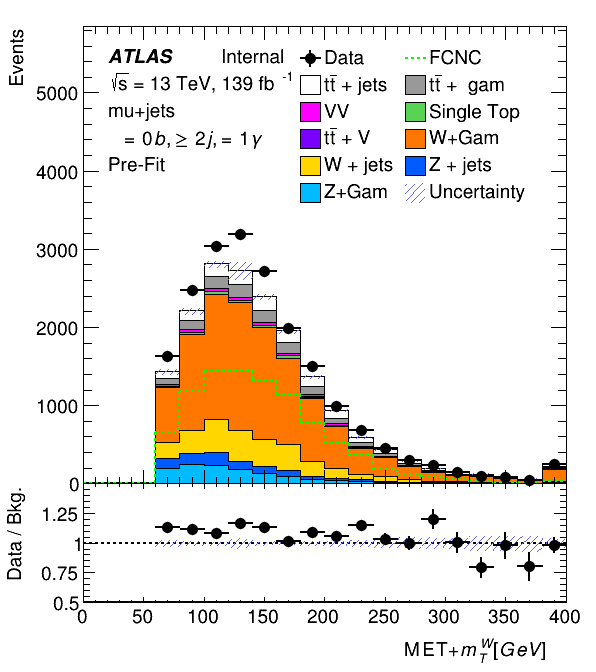 Events
ATLAS Internal
√s = 13 TeV, 139 fb⁻¹
mu+jets
= 0b, ≥ 2j, = 1γ
Pre-Fit
Data FCNC
tt̄ + jets tt̄ + gam
VV Single Top
tt̄ + V W+Gam
W + jets Z + jets
Z+Gam Uncertainty
5000
4000
3000
2000
1000
0
Data / Bkg.
1.25
1
0.75
0.5
0 50 100 150 200 250 300 350 400
MET+m_T^W[GeV]